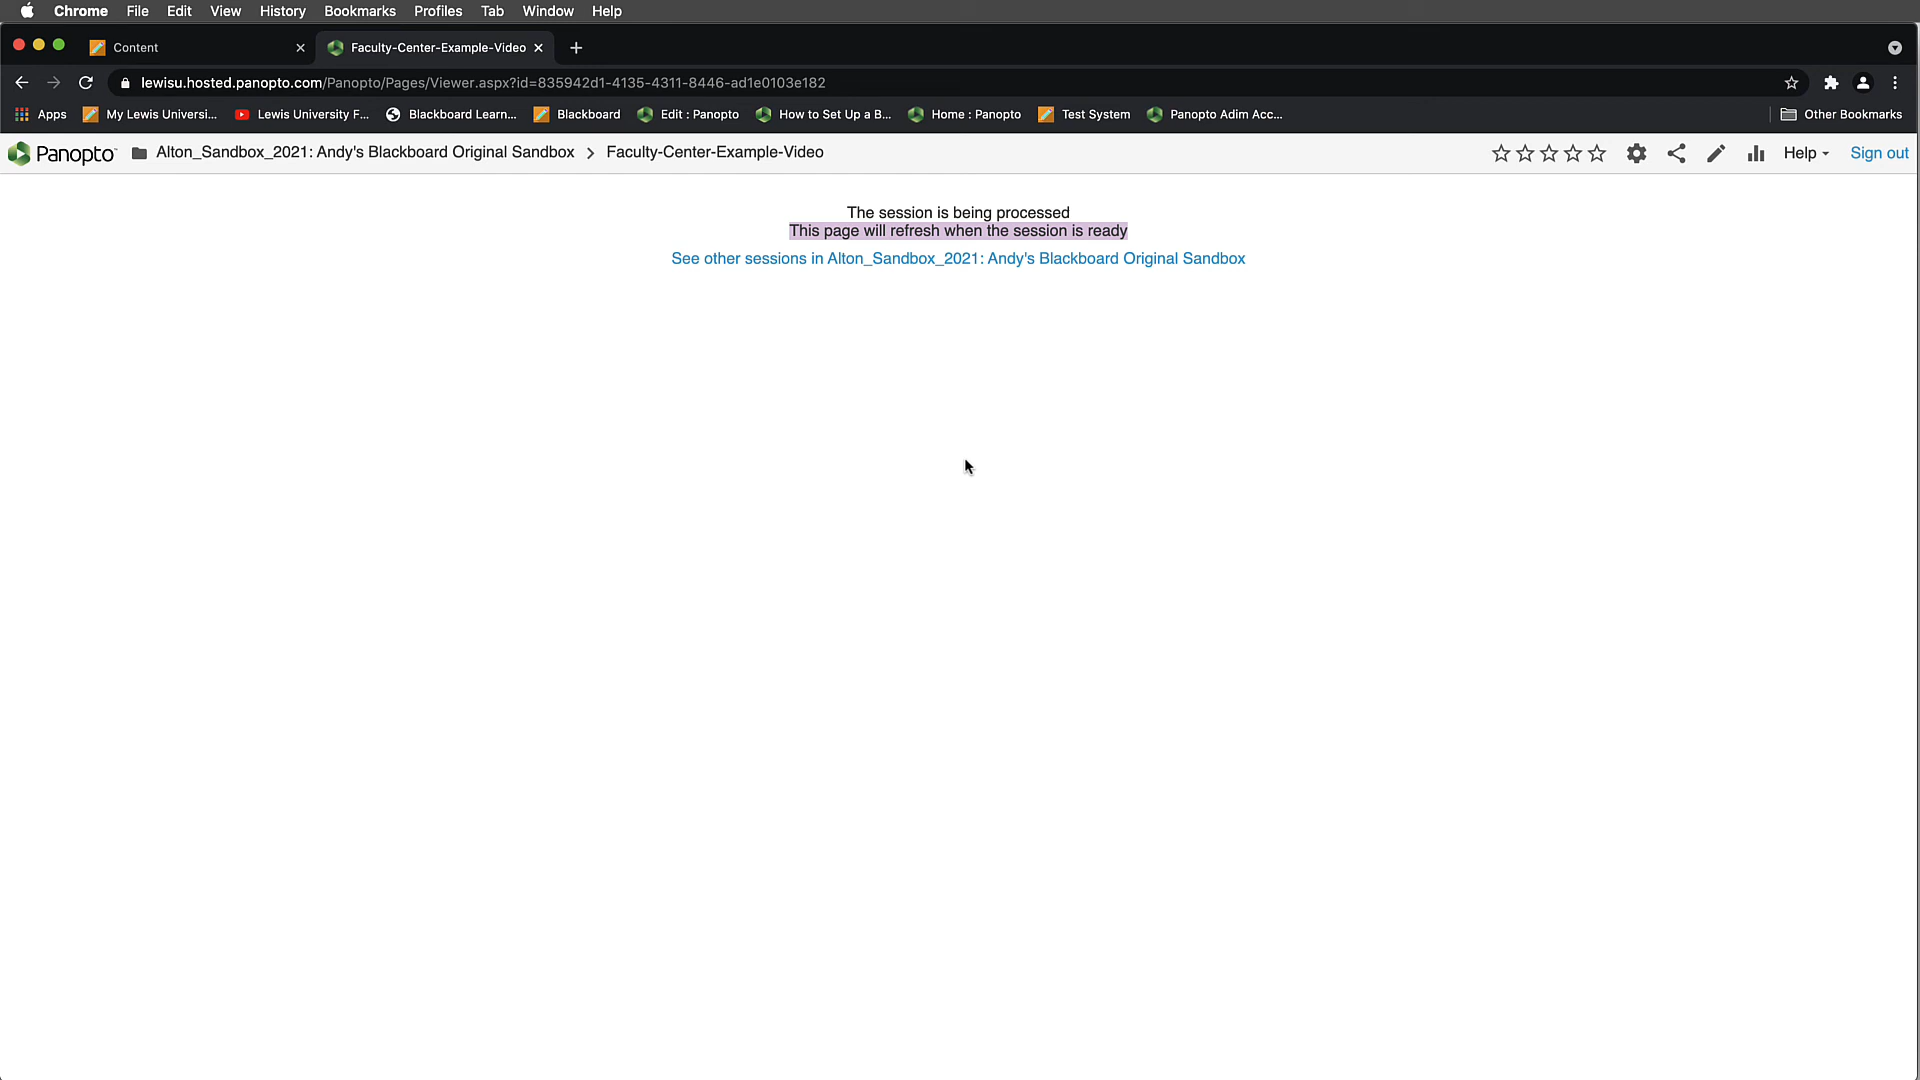 Chrome File Edit View History Bookmarks Profiles Tab Window Help
Content Faculty-Center-Example-Video
lewisu.hosted.panopto.com/Panopto/Pages/Viewer.aspx?id=835942d1-4135-4311-8446-ad1e0103e182
Apps My Lewis Universi... Lewis University F... Blackboard Learn... Blackboard Edit : Panopto How to Set Up a B... Home : Panopto Test System Panopto Adim Acc... Other Bookmarks
Panopto Alton_Sandbox_2021: Andy's Blackboard Original Sandbox > Faculty-Center-Example-Video Help Sign out
The session is being processed
This page will refresh when the session is ready
See other sessions in Alton_Sandbox_2021: Andy's Blackboard Original Sandbox